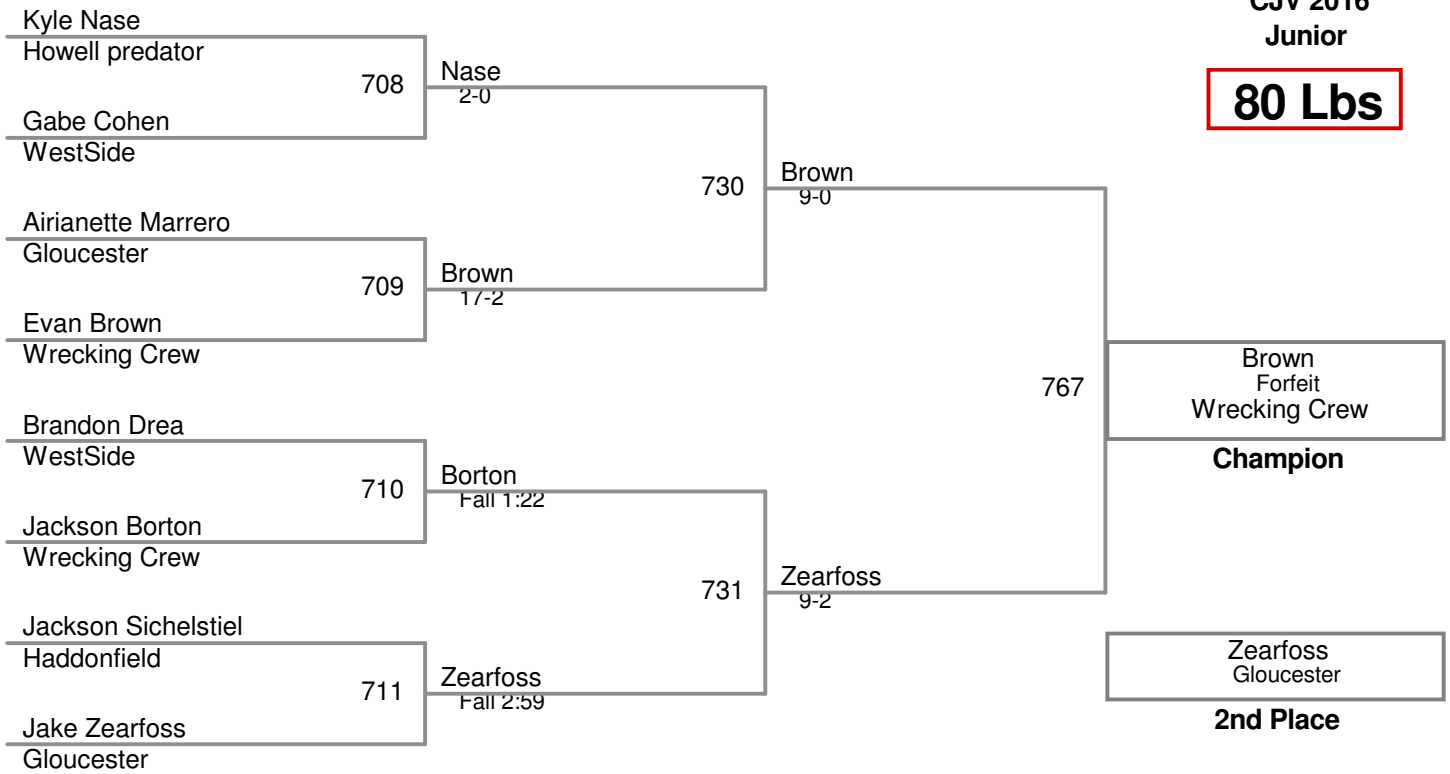 CJV 2016
Junior
80 Lbs
Kyle Nase
Howell predator
708
Gabe Cohen
WestSide
Airianette Marrero
Gloucester
709
Evan Brown
Wrecking Crew
Brandon Drea
WestSide
710
Jackson Borton
Wrecking Crew
Jackson Sichelstiel
Haddonfield
711
Jake Zearfoss
Gloucester
Nase
2-0
730
Brown
17-2
Borton
Fall 1:22
731
Zearfoss
Fall 2:59
Brown
9-0
767
Zearfoss
9-2
Brown
Forfeit
Wrecking Crew
Champion
Zearfoss
Gloucester
2nd Place